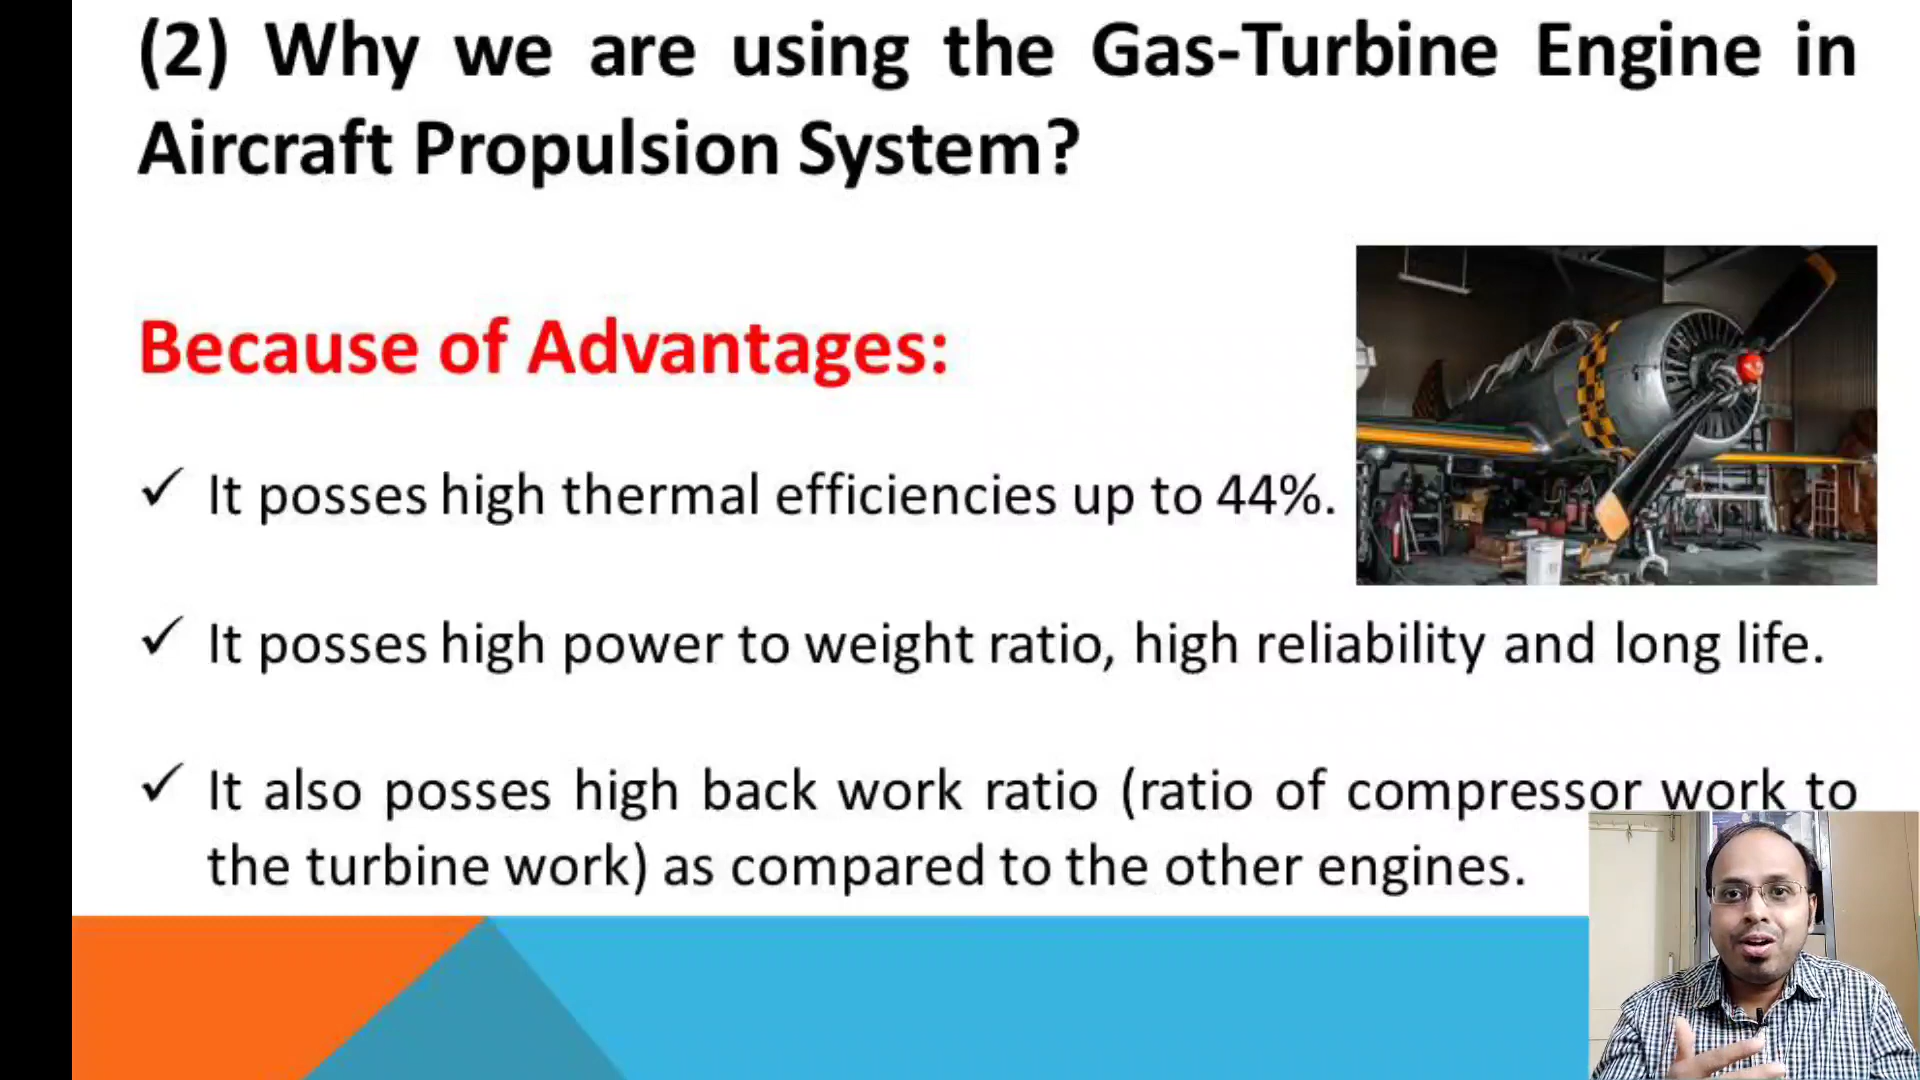 (2) Why we are using the Gas-Turbine Engine in
Aircraft Propulsion System?
Because of Advantages:
✓ It posses high thermal efficiencies up to 44%.
✓ It posses high power to weight ratio, high reliability and long life.
✓ It also posses high back work ratio (ratio of compressor work to
the turbine work) as compared to the other engines.